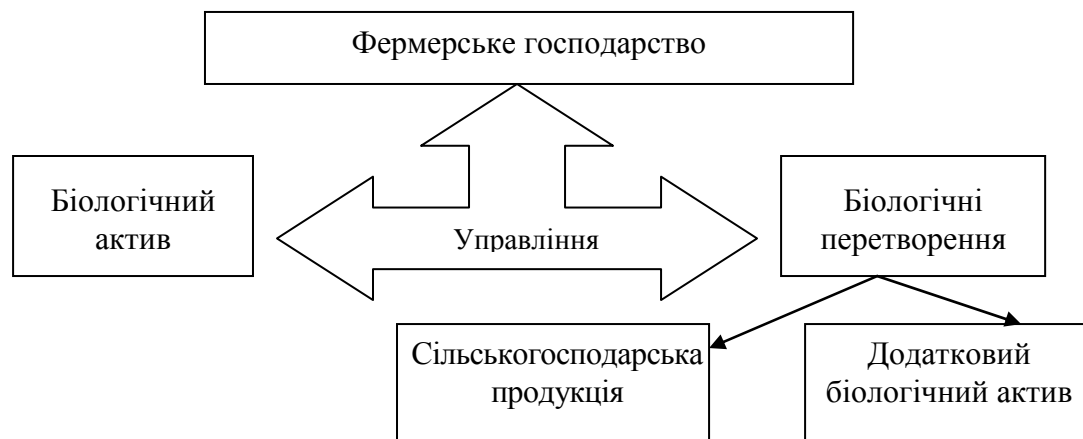 Фермерське господарство
Біологічний
актив
Управління
Біологічні
перетворення
Сільськогосподарська
продукція
Додатковий
біологічний актив